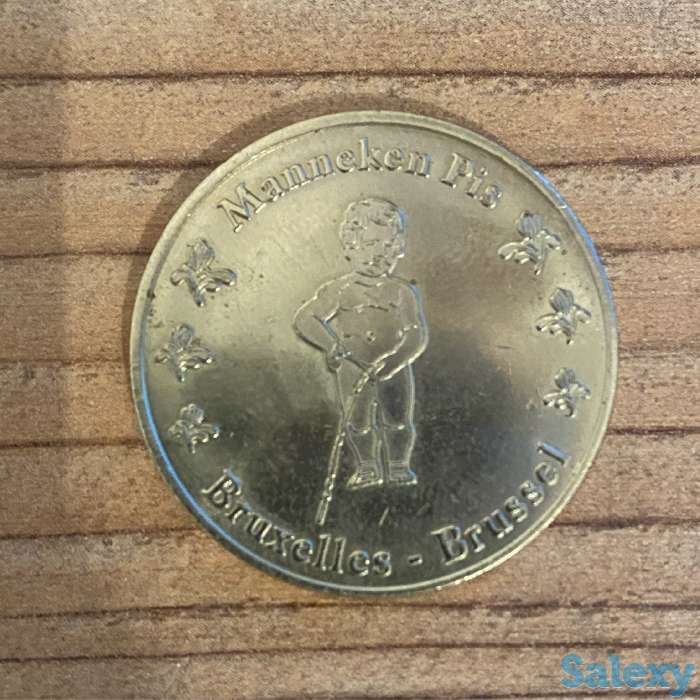 Manneken Pis
Bruxelles - Brussel
Salexy